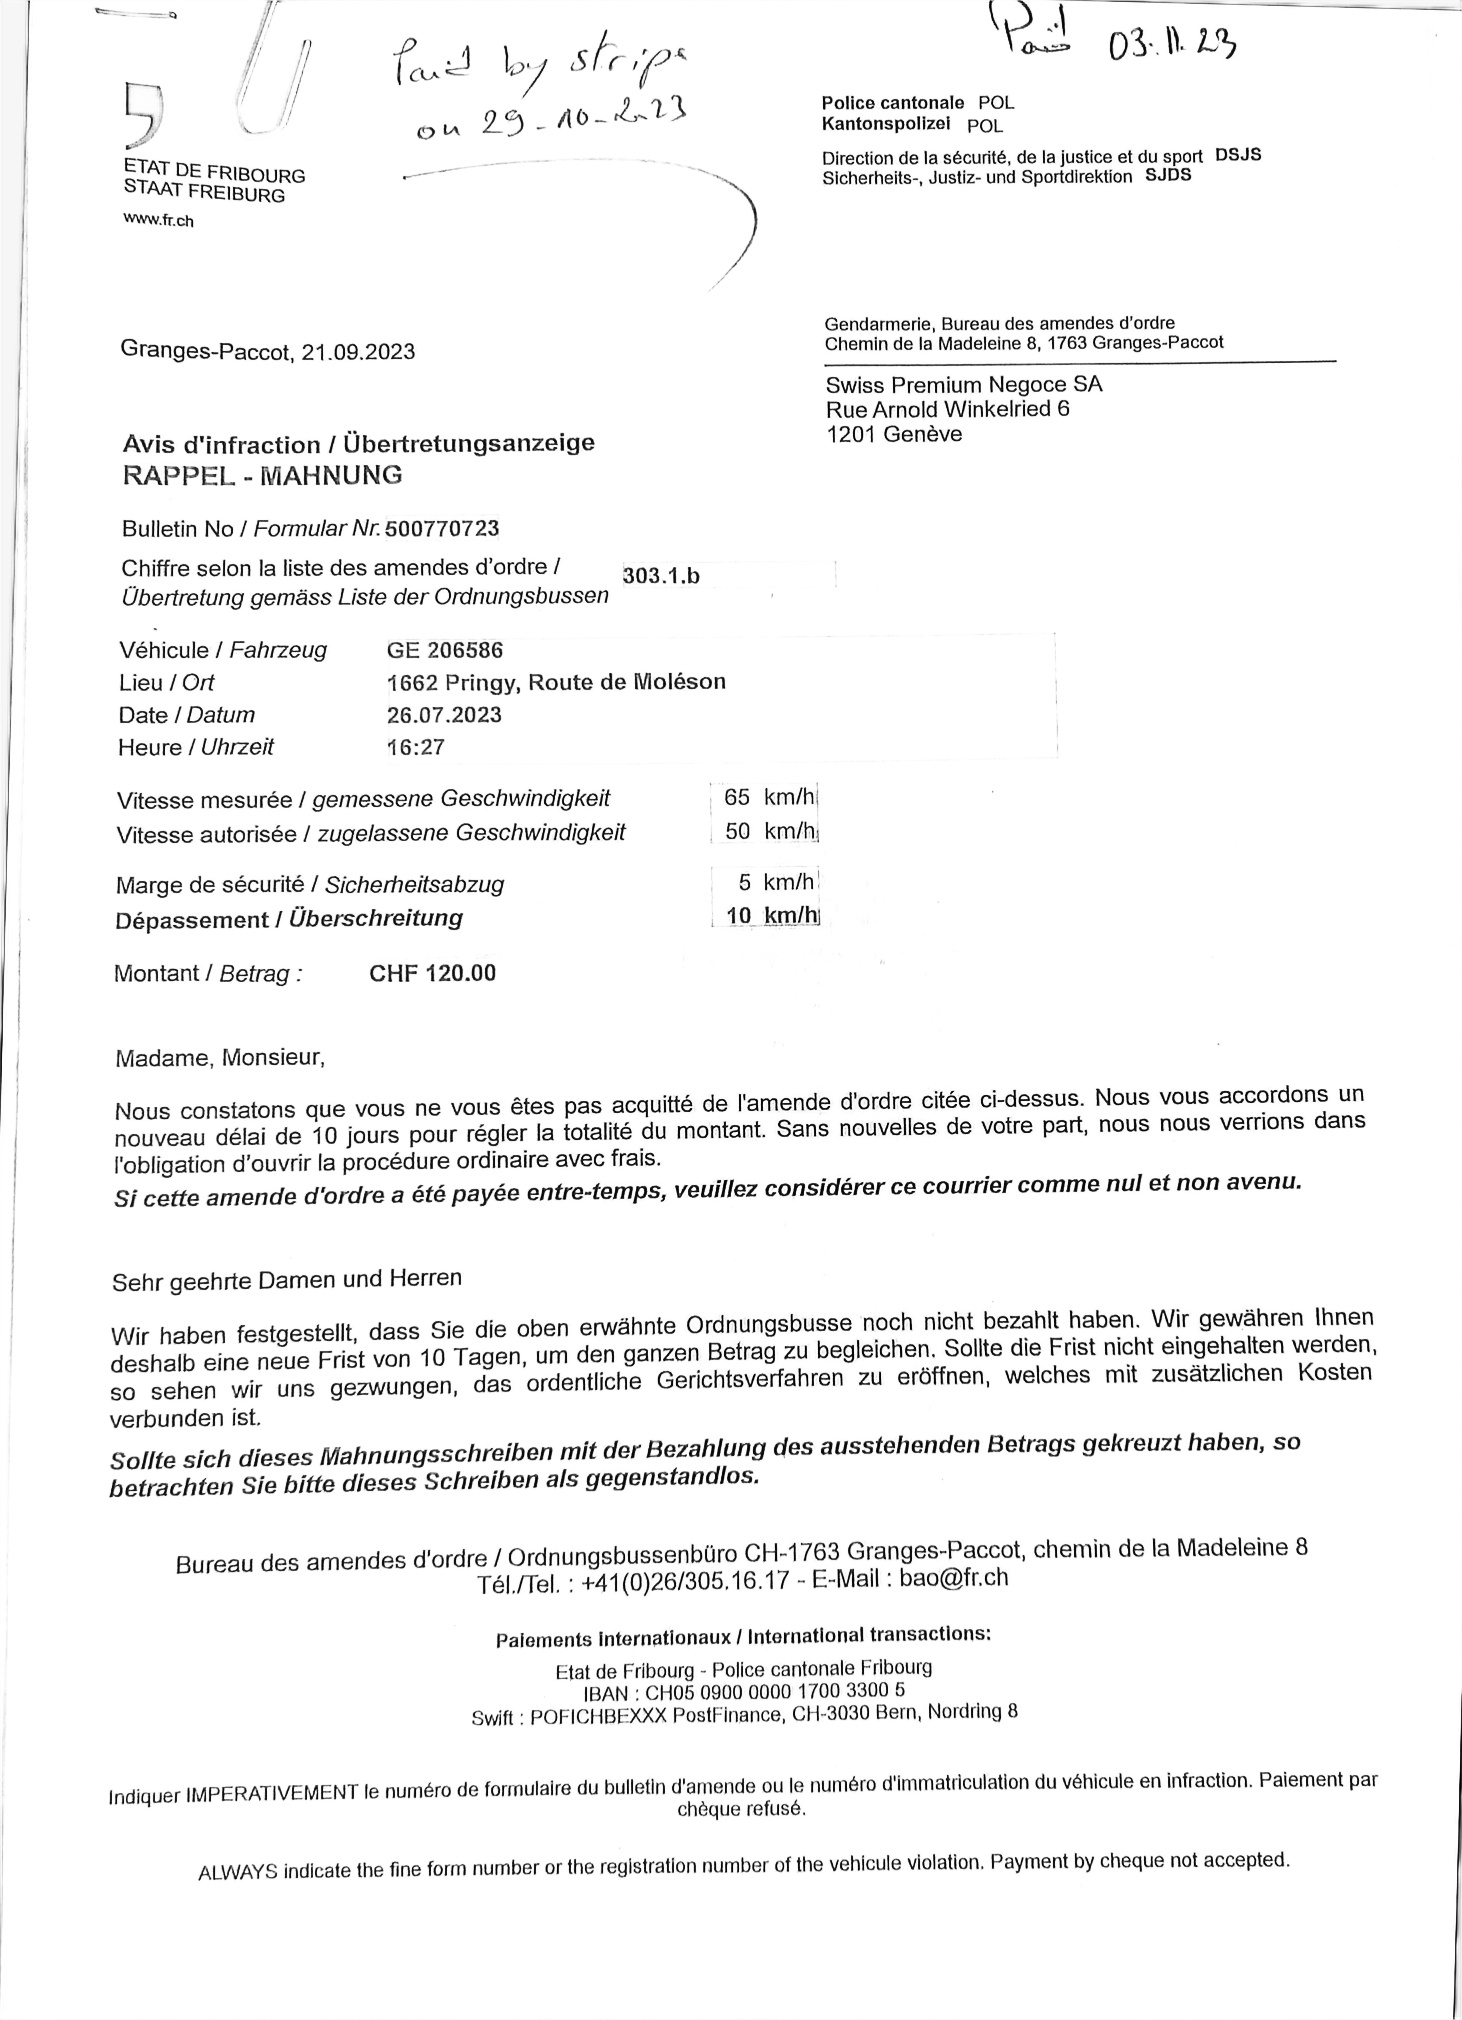 Paid by stripe
on 29-10-2023
Paid 03.11.23
ETAT DE FRIBOURG
STAAT FREIBURG
www.fr.ch
Police cantonale POL
Kantonspolizei POL
Direction de la sécurité, de la justice et du sport DSJS
Sicherheits-, Justiz- und Sportdirektion SJDS
Gendarmerie, Bureau des amendes d'ordre
Chemin de la Madeleine 8, 1763 Granges-Paccot
Granges-Paccot, 21.09.2023
Swiss Premium Negoce SA
Rue Arnold Winkelried 6
1201 Genève
Avis d'infraction / Übertretungsanzeige
RAPPEL - MAHNUNG
Bulletin No / Formular Nr. 500770723
Chiffre selon la liste des amendes d'ordre /
Übertretung gemäss Liste der Ordnungsbussen 303.1.b
Véhicule / Fahrzeug GE 206586
Lieu / Ort 1662 Pringy, Route de Moléson
Date / Datum 26.07.2023
Heure / Uhrzeit 16:27
Vitesse mesurée / gemessene Geschwindigkeit 65 km/h
Vitesse autorisée / zugelassene Geschwindigkeit 50 km/h
Marge de sécurité / Sicherheitsabzug 5 km/h
Dépassement / Überschreitung 10 km/h
Montant / Betrag : CHF 120.00
Madame, Monsieur,
Nous constatons que vous ne vous êtes pas acquitté de l'amende d'ordre citée ci-dessus. Nous vous accordons un
nouveau délai de 10 jours pour régler la totalité du montant. Sans nouvelles de votre part, nous nous verrions dans
l'obligation d'ouvrir la procédure ordinaire avec frais.
Si cette amende d'ordre a été payée entre-temps, veuillez considérer ce courrier comme nul et non avenu.
Sehr geehrte Damen und Herren
Wir haben festgestellt, dass Sie die oben erwähnte Ordnungsbusse noch nicht bezahlt haben. Wir gewähren Ihnen
deshalb eine neue Frist von 10 Tagen, um den ganzen Betrag zu begleichen. Sollte die Frist nicht eingehalten werden,
so sehen wir uns gezwungen, das ordentliche Gerichtsverfahren zu eröffnen, welches mit zusätzlichen Kosten
verbunden ist.
Sollte sich dieses Mahnungsschreiben mit der Bezahlung des ausstehenden Betrags gekreuzt haben, so
betrachten Sie bitte dieses Schreiben als gegenstandlos.
Bureau des amendes d'ordre / Ordnungsbussenbüro CH-1763 Granges-Paccot, chemin de la Madeleine 8
Tél./Tel. : +41(0)26/305.16.17 - E-Mail : bao@fr.ch
Paiements internationaux / International transactions:
Etat de Fribourg - Police cantonale Fribourg
IBAN : CH05 0900 0000 1700 3300 5
Swift : POFICHBEXXX PostFinance, CH-3030 Bern, Nordring 8
Indiquer IMPERATIVEMENT le numéro de formulaire du bulletin d'amende ou le numéro d'immatriculation du véhicule en infraction. Paiement par
chèque refusé.
ALWAYS indicate the fine form number or the registration number of the vehicule violation. Payment by cheque not accepted.